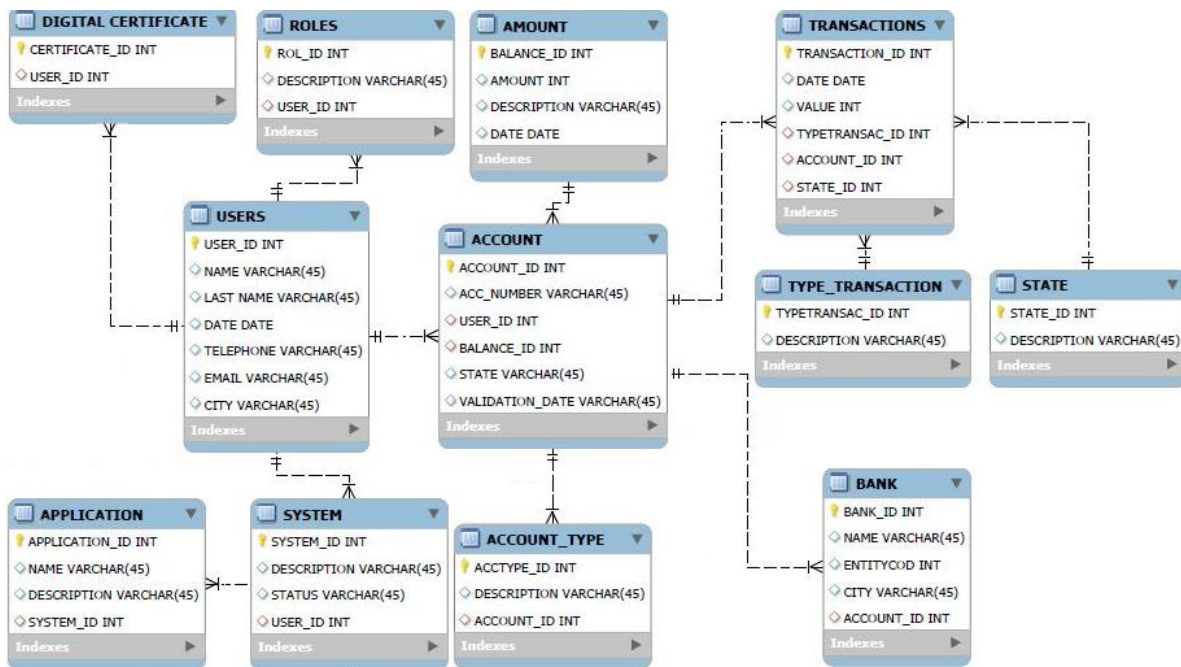 DIGITAL CERTIFICATE
CERTIFICATE_ID INT
USER_ID INT
Indexes
ROLES
ROL_ID INT
DESCRIPTION VARCHAR(45)
USER_ID INT
Indexes
AMOUNT
BALANCE_ID INT
AMOUNT INT
DESCRIPTION VARCHAR(45)
DATE DATE
Indexes
TRANSACTIONS
TRANSACTION_ID INT
DATE DATE
VALUE INT
TYPETRANSAC_ID INT
ACCOUNT_ID INT
STATE_ID INT
Indexes
USERS
USER_ID INT
NAME VARCHAR(45)
LAST NAME VARCHAR(45)
DATE DATE
TELEPHONE VARCHAR(45)
EMAIL VARCHAR(45)
CITY VARCHAR(45)
Indexes
ACCOUNT
ACCOUNT_ID INT
ACC_NUMBER VARCHAR(45)
USER_ID INT
BALANCE_ID INT
STATE VARCHAR(45)
VALIDATION_DATE VARCHAR(45)
Indexes
TYPE_TRANSACTION
TYPETRANSAC_ID INT
DESCRIPTION VARCHAR(45)
Indexes
STATE
STATE_ID INT
DESCRIPTION VARCHAR(45)
Indexes
APPLICATION
APPLICATION_ID INT
NAME VARCHAR(45)
DESCRIPTION VARCHAR(45)
SYSTEM_ID INT
Indexes
SYSTEM
SYSTEM_ID INT
DESCRIPTION VARCHAR(45)
STATUS VARCHAR(45)
USER_ID INT
Indexes
ACCOUNT_TYPE
ACCTYPE_ID INT
DESCRIPTION VARCHAR(45)
ACCOUNT_ID INT
Indexes
BANK
BANK_ID INT
NAME VARCHAR(45)
ENTITYCOD INT
CITY VARCHAR(45)
ACCOUNT_ID INT
Indexes